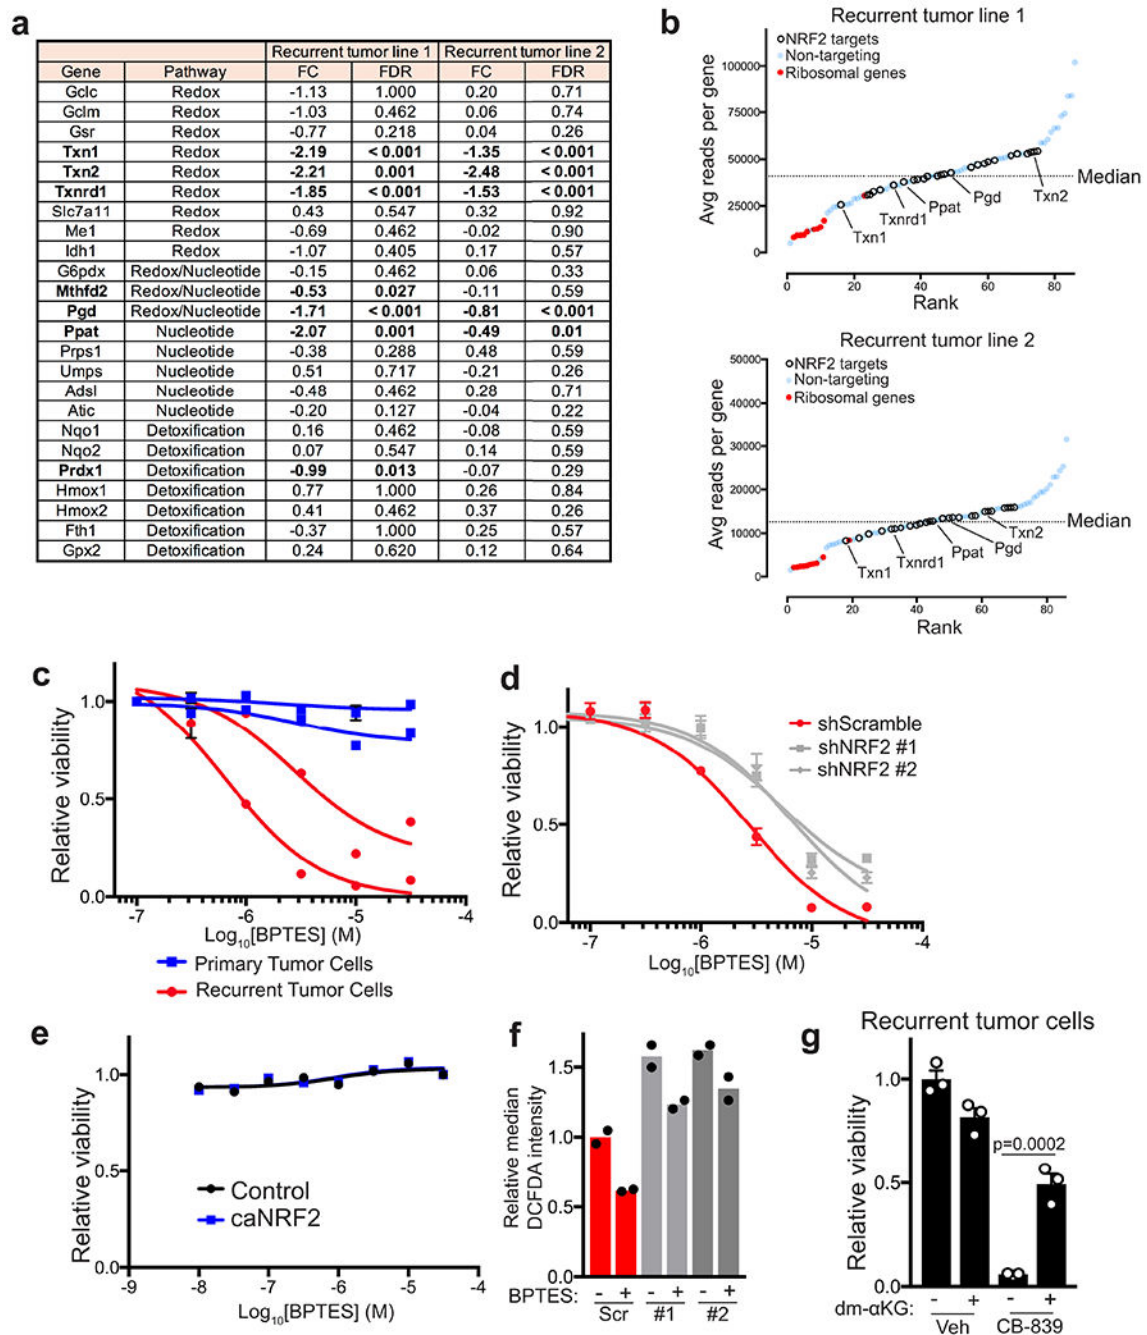 a
Recurrent tumor line 1 Recurrent tumor line 2
Gene Pathway FC FDR FC FDR
Gclc Redox -1.13 1.000 0.20 0.71
Gclm Redox -1.03 0.462 0.06 0.74
Gsr Redox -0.77 0.218 0.04 0.26
Txn1 Redox -2.19 < 0.001 -1.35 < 0.001
Txn2 Redox -2.21 0.001 -2.48 < 0.001
Txnrd1 Redox -1.85 < 0.001 -1.53 < 0.001
Slc7a11 Redox 0.43 0.547 0.32 0.92
Me1 Redox -0.69 0.462 -0.02 0.90
Idh1 Redox -1.07 0.405 0.17 0.57
G6pdx Redox/Nucleotide -0.15 0.462 0.06 0.33
Mthfd2 Redox/Nucleotide -0.53 0.027 -0.11 0.59
Pgd Redox/Nucleotide -1.71 < 0.001 -0.81 < 0.001
Ppat Nucleotide -2.07 0.001 -0.49 0.01
Prps1 Nucleotide -0.38 0.288 0.48 0.59
Umps Nucleotide 0.51 0.717 -0.21 0.26
Adsl Nucleotide -0.48 0.462 0.28 0.71
Atic Nucleotide -0.20 0.127 -0.04 0.22
Nqo1 Detoxification 0.16 0.462 -0.08 0.59
Nqo2 Detoxification 0.07 0.547 0.14 0.59
Prdx1 Detoxification -0.99 0.013 -0.07 0.29
Hmox1 Detoxification 0.77 1.000 0.26 0.84
Hmox2 Detoxification 0.41 0.462 0.37 0.26
Fth1 Detoxification -0.37 1.000 0.25 0.57
Gpx2 Detoxification 0.24 0.620 0.12 0.64
b
Recurrent tumor line 1
NRF2 targets
Non-targeting
Ribosomal genes
Avg reads per gene
100000
75000
50000
25000
0
Median
Txn1
Txnrd1
Ppat
Pgd
Txn2
0 20 40 60 80
Rank
Recurrent tumor line 2
NRF2 targets
Non-targeting
Ribosomal genes
Avg reads per gene
50000
40000
30000
20000
10000
0
Median
Txn1
Txnrd1
Ppat
Pgd
Txn2
0 20 40 60 80
Rank
c
Relative viability
1.0
0.5
0.0
-7 -6 -5 -4
Log10[BPTES] (M)
Primary Tumor Cells
Recurrent Tumor Cells
d
Relative viability
1.0
0.5
0.0
-7 -6 -5 -4
Log10[BPTES] (M)
shScramble
shNRF2 #1
shNRF2 #2
e
Relative viability
1.0
0.5
0.0
Control
caNRF2
-9 -8 -7 -6 -5 -4
Log10[BPTES] (M)
f
Relative median
DCFDA intensity
1.5
1.0
0.5
0.0
BPTES: - + - + - +
Scr #1 #2
g
Recurrent tumor cells
Relative viability
1.0
0.5
0.0
p=0.0002
dm-αKG: - + - +
Veh CB-839